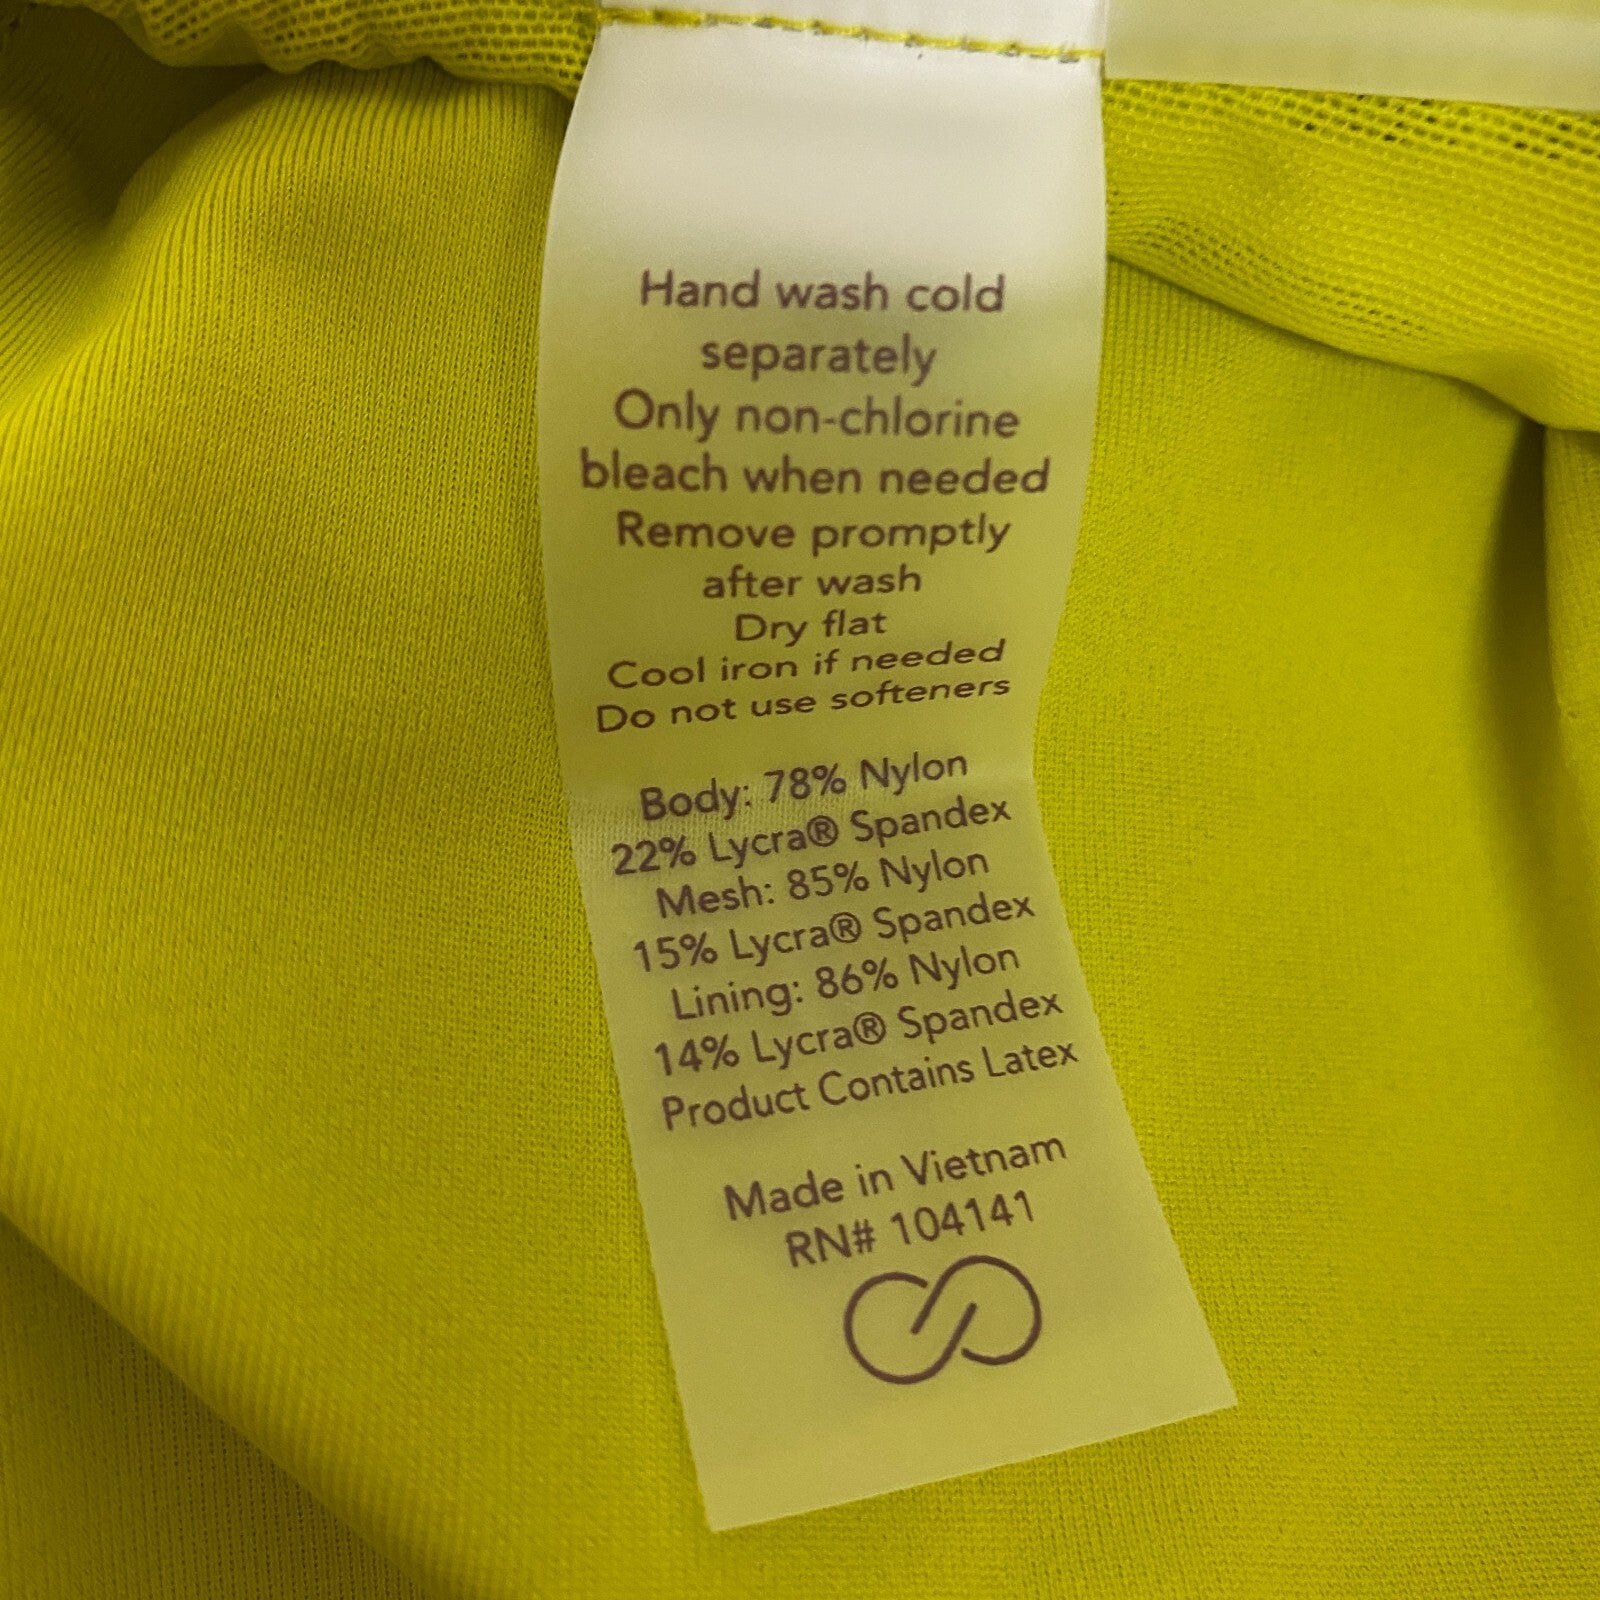 Hand wash cold
separately
Only non-chlorine
bleach when needed
Remove promptly
after wash
Dry flat
Cool iron if needed
Do not use softeners
Body: 78% Nylon
22% Lycra® Spandex
Mesh: 85% Nylon
15% Lycra® Spandex
Lining: 86% Nylon
14% Lycra® Spandex
Product Contains Latex
Made in Vietnam
RN# 104141